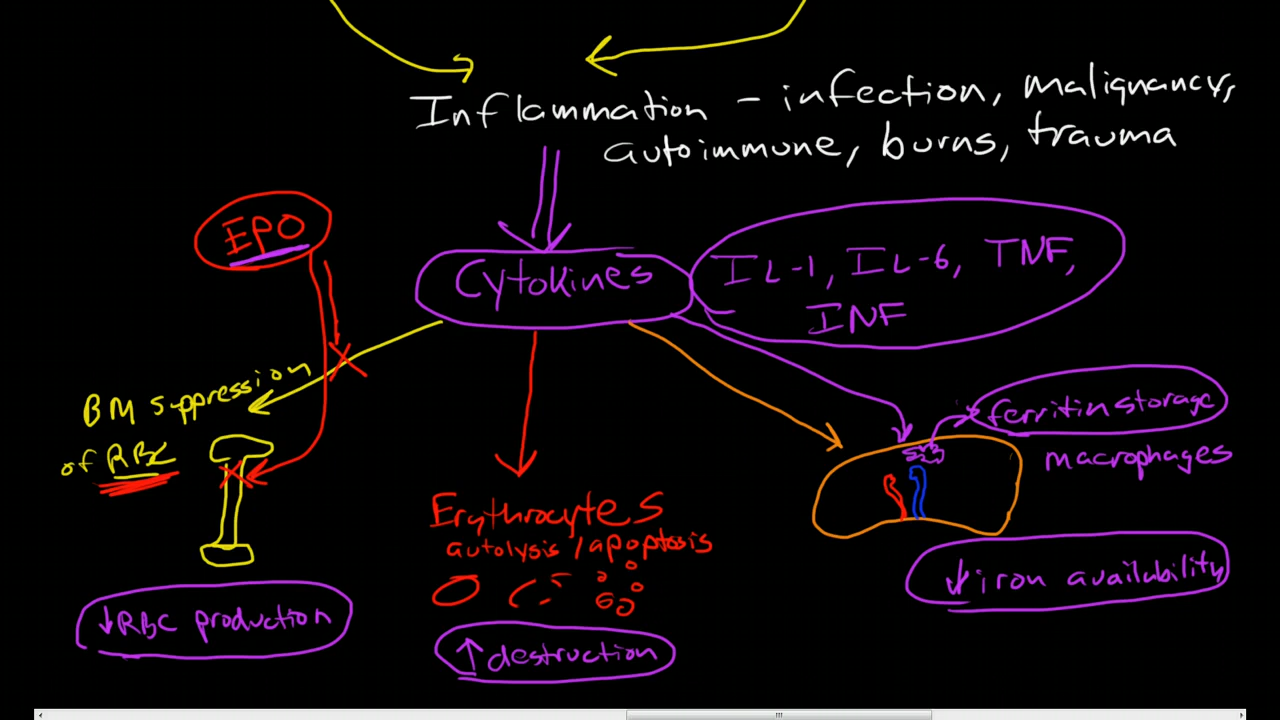 Inflammation - infection, malignancy,
autoimmune, burns, trauma
EPO
Cytokines
IL-1, IL-6, TNF,
INF
BM suppression
of RBC
ferritin storage
macrophages
Erythrocytes
autolysis / apoptosis
↓ iron availability
↓ RBC production
↑ destruction